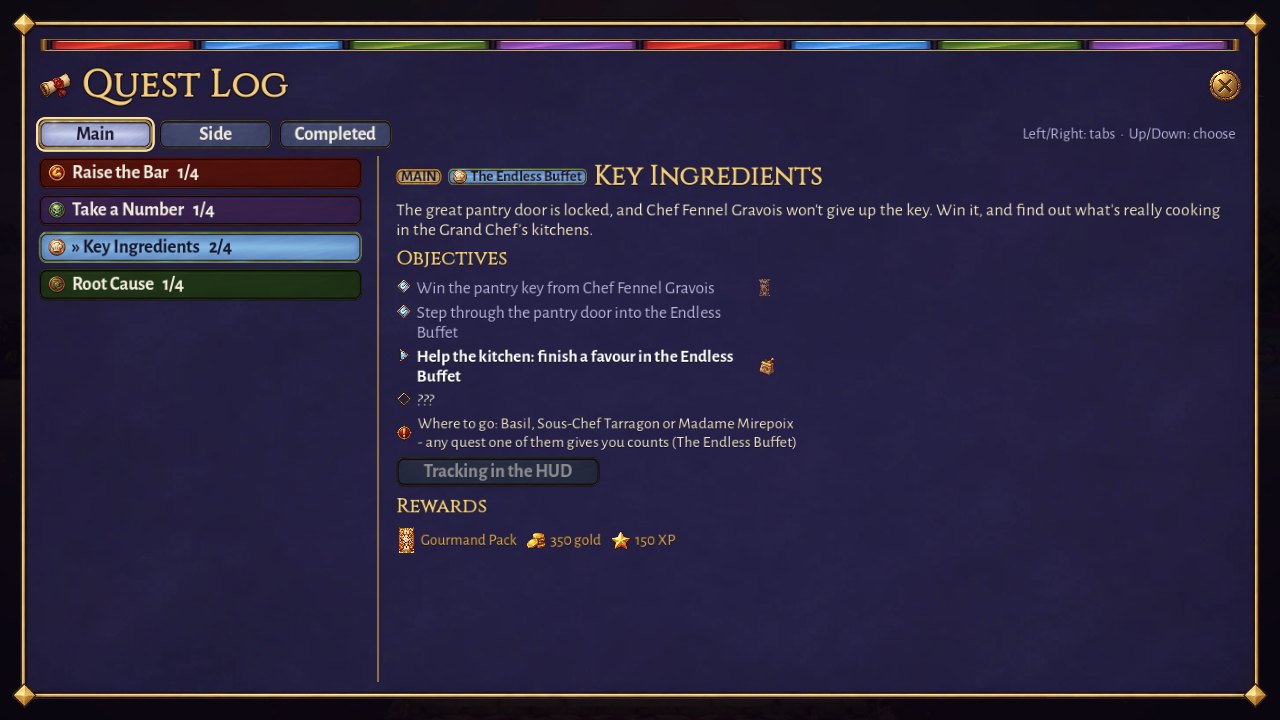 Quest Log
Main
Side
Completed
Left/Right: tabs · Up/Down: choose
Raise the Bar 1/4
Take a Number 1/4
» Key Ingredients 2/4
Root Cause 1/4
MAIN The Endless Buffet Key Ingredients
The great pantry door is locked, and Chef Fennel Gravois won't give up the key. Win it, and find out what's really cooking
in the Grand Chef's kitchens.
Objectives
Win the pantry key from Chef Fennel Gravois
Step through the pantry door into the Endless
Buffet
Help the kitchen: finish a favour in the Endless
Buffet
???
Where to go: Basil, Sous-Chef Tarragon or Madame Mirepoix
- any quest one of them gives you counts (The Endless Buffet)
Tracking in the HUD
Rewards
Gourmand Pack 350 gold 150 XP